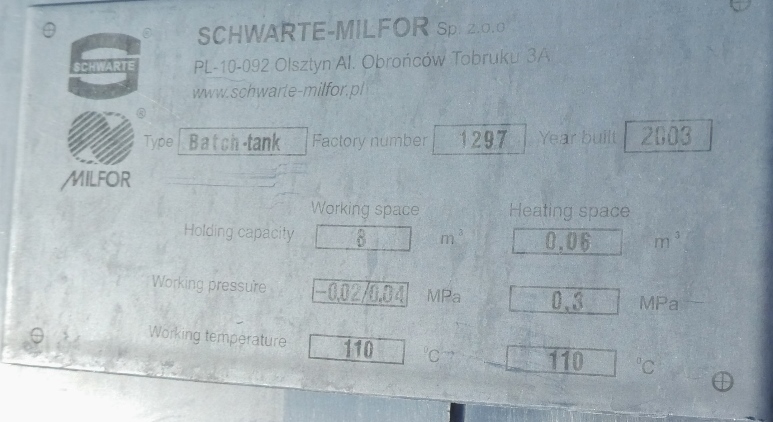 SCHWARTE-MILFOR Sp. z.o.o
SCHWARTE ®
PL-10-092 Olsztyn Al. Obrońców Tobruku 3A
www.schwarte-milfor.pl
®
MILFOR
Type Batch-tank Factory number 1297 Year built 2003
Working space Heating space
Holding capacity 8 m³ 0.06 m³
Working pressure -0.02/0.04 MPa 0.3 MPa
Working temperature 110 °C 110 °C